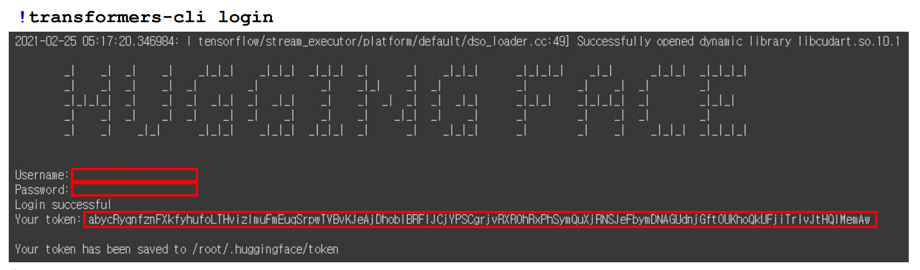 !transformers-cli login
2021-02-25 05:17:20.346984: I tensorflow/stream_executor/platform/default/dso_loader.cc:49] Successfully opened dynamic library libcudart.so.10.1
HUGGING FACE
Username:
Password:
Login successful
Your token:
Your token has been saved to /root/.huggingface/token